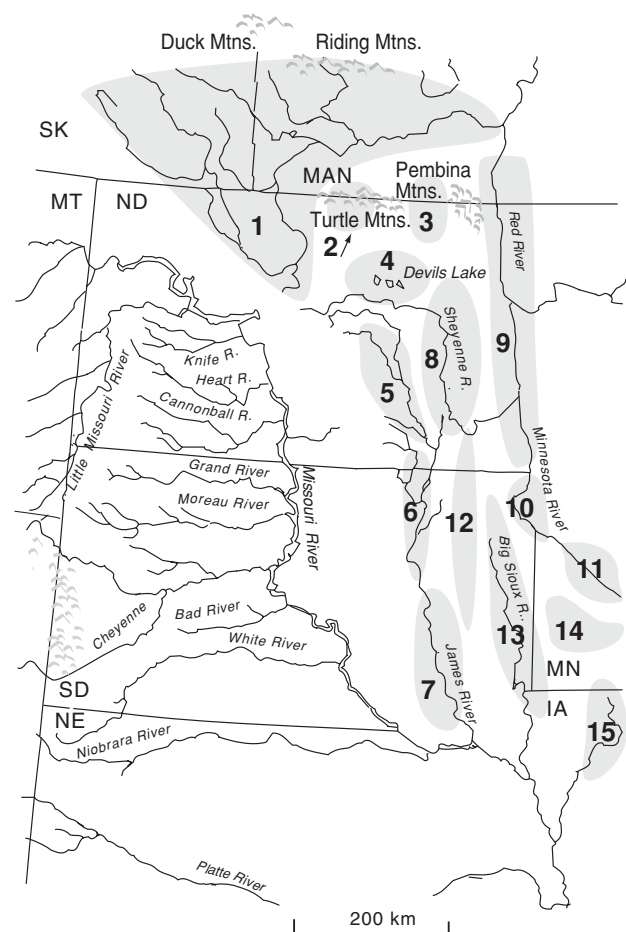 Duck Mtns.
Riding Mtns.
SK
MAN
Pembina
Mtns.
MT
ND
1
Turtle Mtns.
3
2
Red River
4
Devils Lake
Sheyenne R.
Knife R.
8
9
Heart R.
5
Little Missouri River
Cannonball R.
Grand River
Missouri River
Minnesota River
Moreau River
6
12
10
Big Sioux R.
11
Cheyenne
Bad River
White River
13
14
James River
MN
SD
7
NE
IA
Niobrara River
15
Platte River
200 km